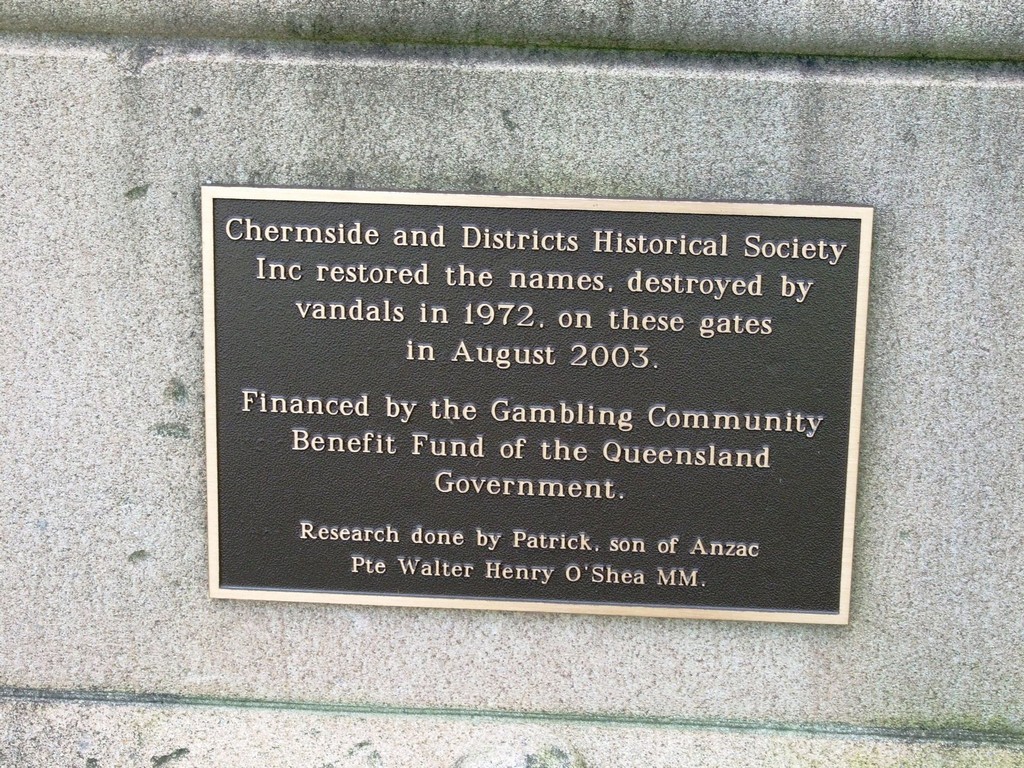 Chermside and Districts Historical Society
Inc restored the names, destroyed by
vandals in 1972, on these gates
in August 2003.
Financed by the Gambling Community
Benefit Fund of the Queensland
Government.
Research done by Patrick, son of Anzac
Pte Walter Henry O'Shea MM.